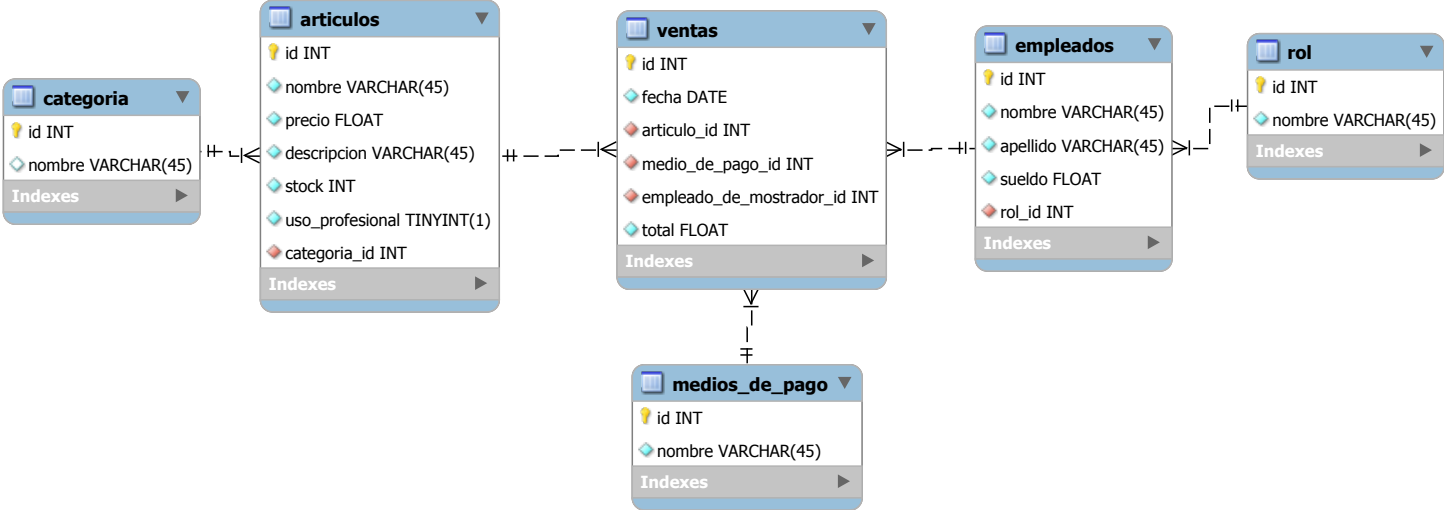 categoria
id INT
nombre VARCHAR(45)
Indexes
articulos
id INT
nombre VARCHAR(45)
precio FLOAT
descripcion VARCHAR(45)
stock INT
uso_profesional TINYINT(1)
categoria_id INT
Indexes
ventas
id INT
fecha DATE
articulo_id INT
medio_de_pago_id INT
empleado_de_mostrador_id INT
total FLOAT
Indexes
empleados
id INT
nombre VARCHAR(45)
apellido VARCHAR(45)
sueldo FLOAT
rol_id INT
Indexes
rol
id INT
nombre VARCHAR(45)
Indexes
medios_de_pago
id INT
nombre VARCHAR(45)
Indexes